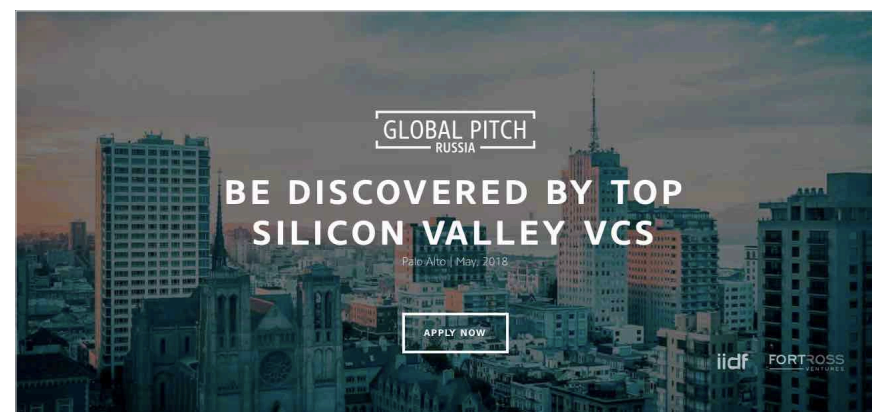 GLOBAL PITCH
RUSSIA
BE DISCOVERED BY TOP
SILICON VALLEY VCS
Palo Alto | May, 2018
APPLY NOW
iidf
FORTROSS
VENTURES